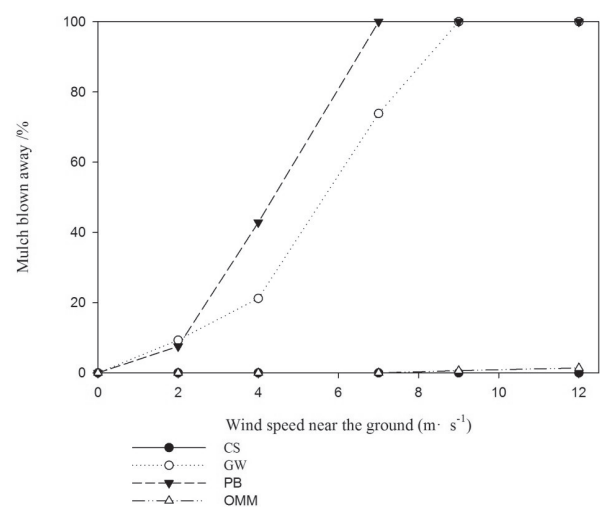 100
80
60
40
20
0
Mulch blown away /%
0 2 4 6 8 10 12
Wind speed near the ground (m· s-1)
CS
GW
PB
OMM